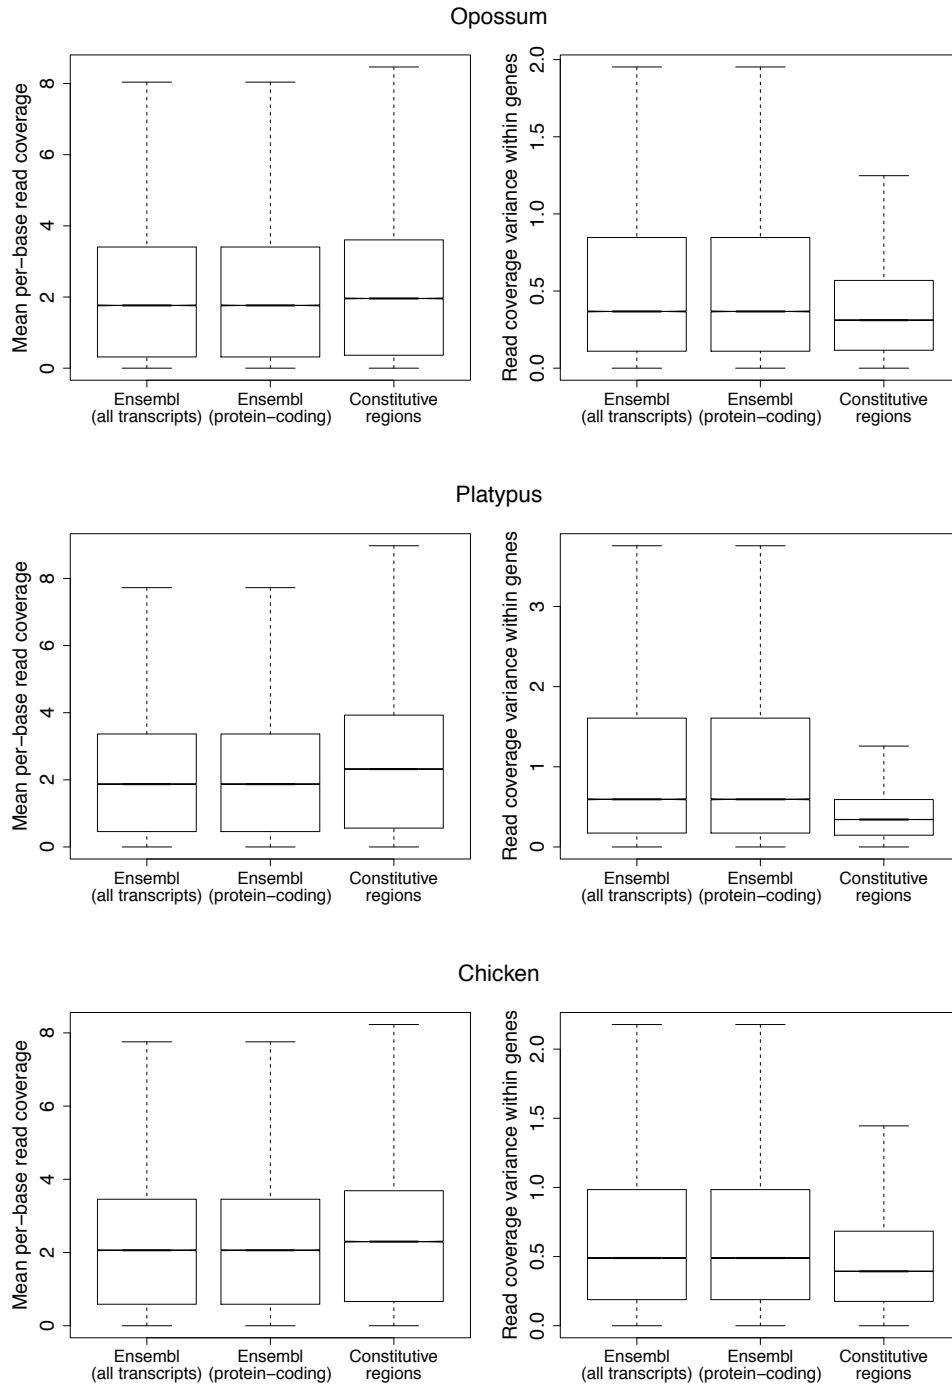 Opossum
Mean per-base read coverage
0
2
4
6
8
Ensembl
(all transcripts)
Ensembl
(protein-coding)
Constitutive
regions
Read coverage variance within genes
0.0
0.5
1.0
1.5
2.0
Ensembl
(all transcripts)
Ensembl
(protein-coding)
Constitutive
regions
Platypus
Mean per-base read coverage
0
2
4
6
8
Ensembl
(all transcripts)
Ensembl
(protein-coding)
Constitutive
regions
Read coverage variance within genes
0
1
2
3
Ensembl
(all transcripts)
Ensembl
(protein-coding)
Constitutive
regions
Chicken
Mean per-base read coverage
0
2
4
6
8
Ensembl
(all transcripts)
Ensembl
(protein-coding)
Constitutive
regions
Read coverage variance within genes
0.0
0.5
1.0
1.5
2.0
Ensembl
(all transcripts)
Ensembl
(protein-coding)
Constitutive
regions